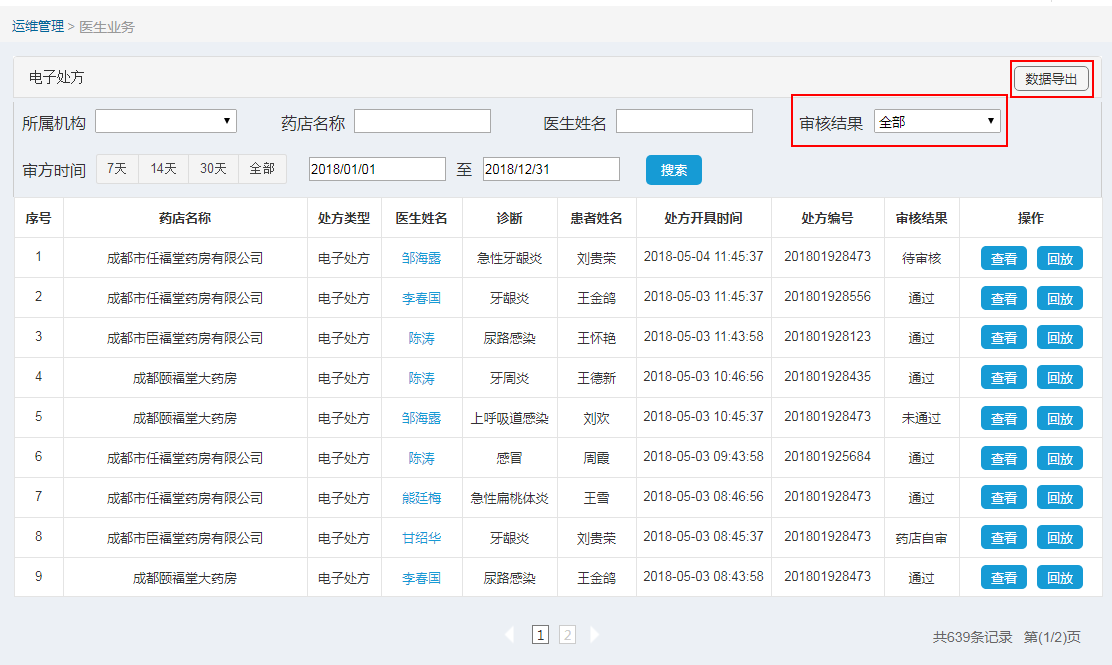 运维管理 > 医生业务
电子处方 数据导出
所属机构 药店名称 医生姓名 审核结果 全部
审方时间 7天 14天 30天 全部 2018/01/01 至 2018/12/31 搜索
序号 药店名称 处方类型 医生姓名 诊断 患者姓名 处方开具时间 处方编号 审核结果 操作
1 成都市任福堂药房有限公司 电子处方 邹海露 急性牙龈炎 刘贵荣 2018-05-04 11:45:37 201801928473 待审核 查看 回放
2 成都市任福堂药房有限公司 电子处方 李春国 牙龈炎 王金鸽 2018-05-03 11:45:37 201801928556 通过 查看 回放
3 成都市臣福堂药房有限公司 电子处方 陈涛 尿路感染 王怀艳 2018-05-03 11:43:58 201801928123 通过 查看 回放
4 成都颐福堂大药房 电子处方 陈涛 牙周炎 王德新 2018-05-03 10:46:56 201801928435 通过 查看 回放
5 成都颐福堂大药房 电子处方 邹海露 上呼吸道感染 刘欢 2018-05-03 10:45:37 201801928473 未通过 查看 回放
6 成都市任福堂药房有限公司 电子处方 陈涛 感冒 周霞 2018-05-03 09:43:58 201801925684 通过 查看 回放
7 成都市任福堂药房有限公司 电子处方 熊廷梅 急性扁桃体炎 王雪 2018-05-03 08:46:56 201801928473 通过 查看 回放
8 成都市臣福堂药房有限公司 电子处方 甘绍华 牙龈炎 刘贵荣 2018-05-03 08:45:37 201801928473 药店自审 查看 回放
9 成都颐福堂大药房 电子处方 李春国 尿路感染 王金鸽 2018-05-03 08:43:58 201801928473 通过 查看 回放
1 2 共639条记录 第(1/2)页